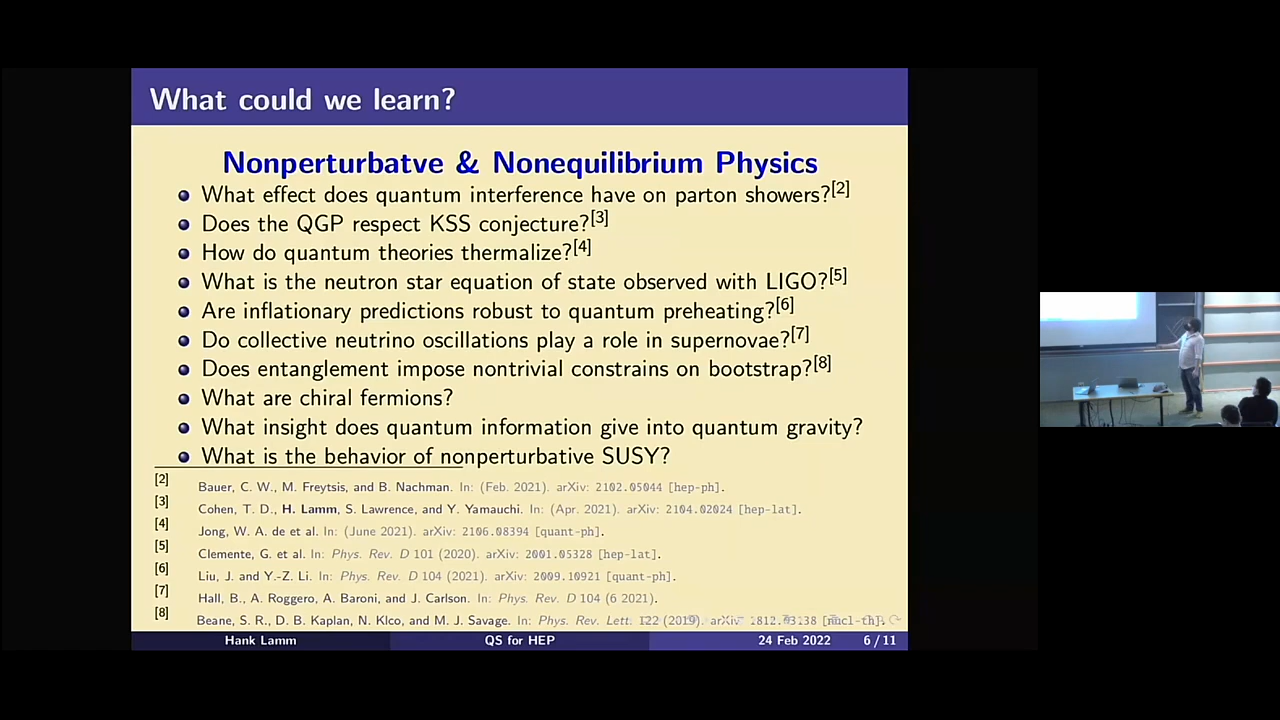 What could we learn?
Nonperturbatve & Nonequilibrium Physics
What effect does quantum interference have on parton showers?[2]
Does the QGP respect KSS conjecture?[3]
How do quantum theories thermalize?[4]
What is the neutron star equation of state observed with LIGO?[5]
Are inflationary predictions robust to quantum preheating?[6]
Do collective neutrino oscillations play a role in supernovae?[7]
Does entanglement impose nontrivial constrains on bootstrap?[8]
What are chiral fermions?
What insight does quantum information give into quantum gravity?
What is the behavior of nonperturbative SUSY?
[2] Bauer, C. W., M. Freytsis, and B. Nachman. In: (Feb. 2021). arXiv: 2102.05044 [hep-ph].
[3] Cohen, T. D., H. Lamm, S. Lawrence, and Y. Yamauchi. In: (Apr. 2021). arXiv: 2104.02024 [hep-lat].
[4] Jong, W. A. de et al. In: (June 2021). arXiv: 2106.08394 [quant-ph].
[5] Clemente, G. et al. In: Phys. Rev. D 101 (2020). arXiv: 2001.05328 [hep-lat].
[6] Liu, J. and Y.-Z. Li. In: Phys. Rev. D 104 (2021). arXiv: 2009.10921 [quant-ph].
[7] Hall, B., A. Roggero, A. Baroni, and J. Carlson. In: Phys. Rev. D 104 (6 2021).
[8] Beane, S. R., D. B. Kaplan, N. Klco, and M. J. Savage. In: Phys. Rev. Lett. 122 (2019). arXiv: 1812.03138 [nucl-th].
Hank Lamm QS for HEP 24 Feb 2022 6 / 11